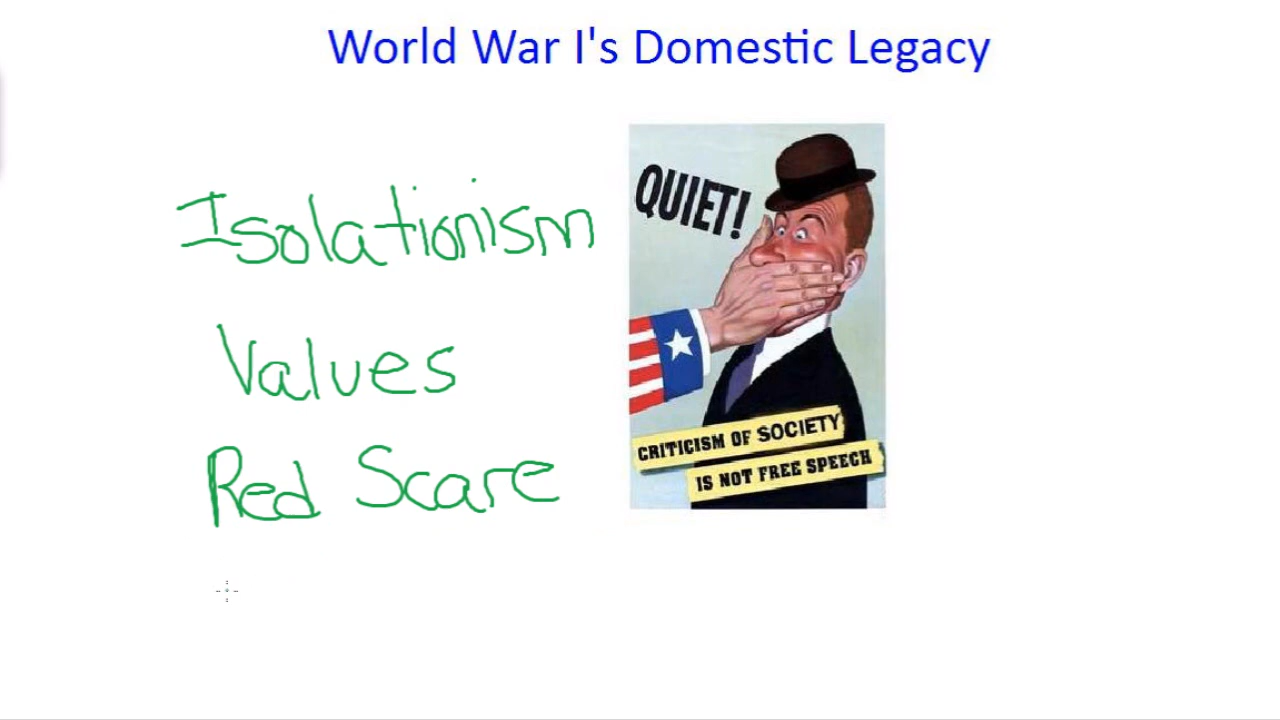 World War I's Domestic Legacy
Isolationism
Values
Red Scare
QUIET!
CRITICISM OF SOCIETY
IS NOT FREE SPEECH